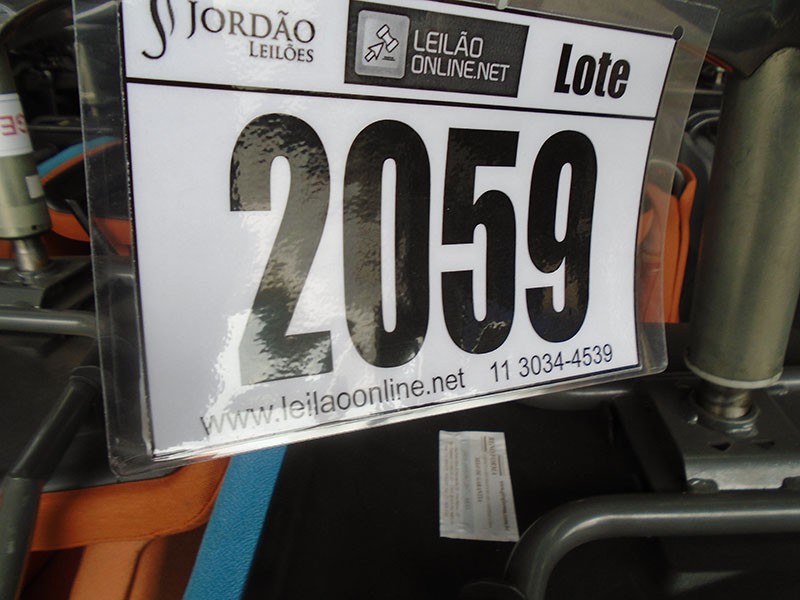 JORDÃO
LEILÕES
LEILÃO
ONLINE.NET
Lote
2059
www.leilaoonline.net 11 3034-4539